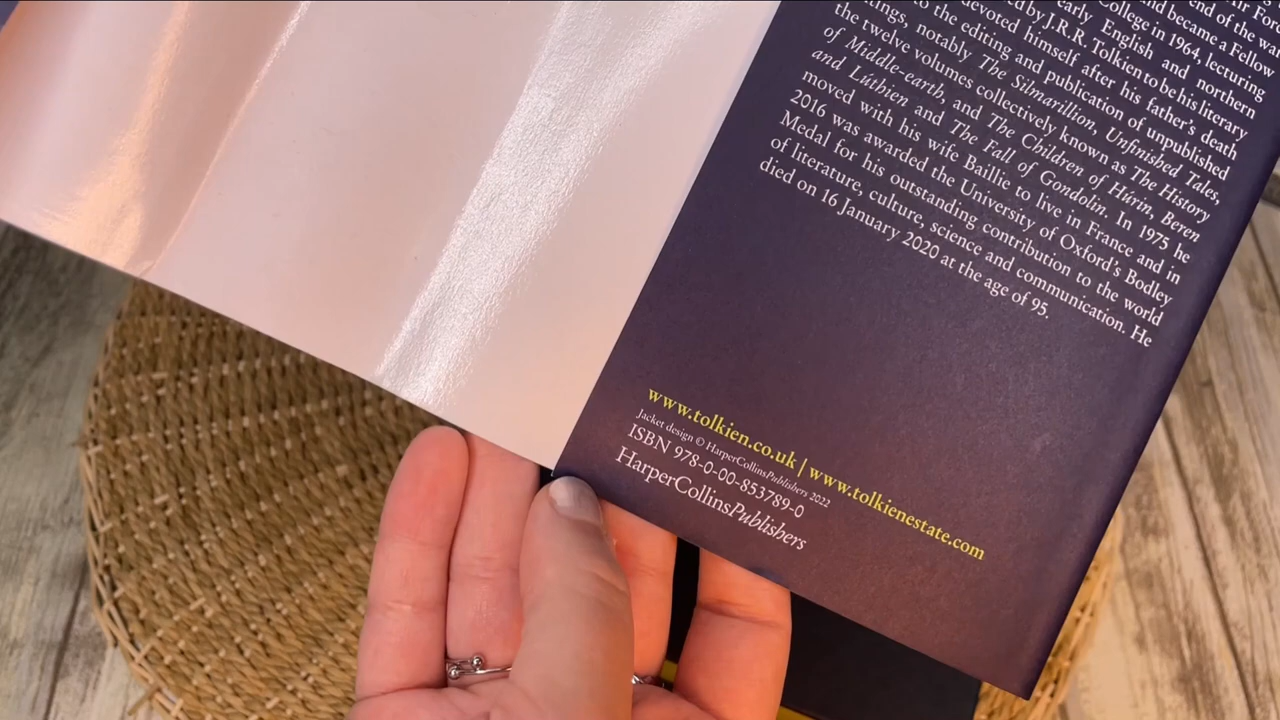 end of the
and became a Fellow
College in 1964, lecturing
early English and northern
by J.R.R. Tolkien to be his literary
devoted himself after his father's death
to the editing and publication of unpublished
notably The Silmarillion, Unfinished Tales,
the twelve volumes collectively known as The History
of Middle-earth, and The Children of Húrin, Beren
and Lúthien and The Fall of Gondolin. In 1975 he
moved with his wife Baillie to live in France and in
2016 was awarded the University of Oxford's Bodley
Medal for his outstanding contribution to the world
of literature, culture, science and communication. He
died on 16 January 2020 at the age of 95.
www.tolkien.co.uk | www.tolkienestate.com
Jacket design © HarperCollinsPublishers 2022
ISBN 978-0-00-853789-0
HarperCollinsPublishers